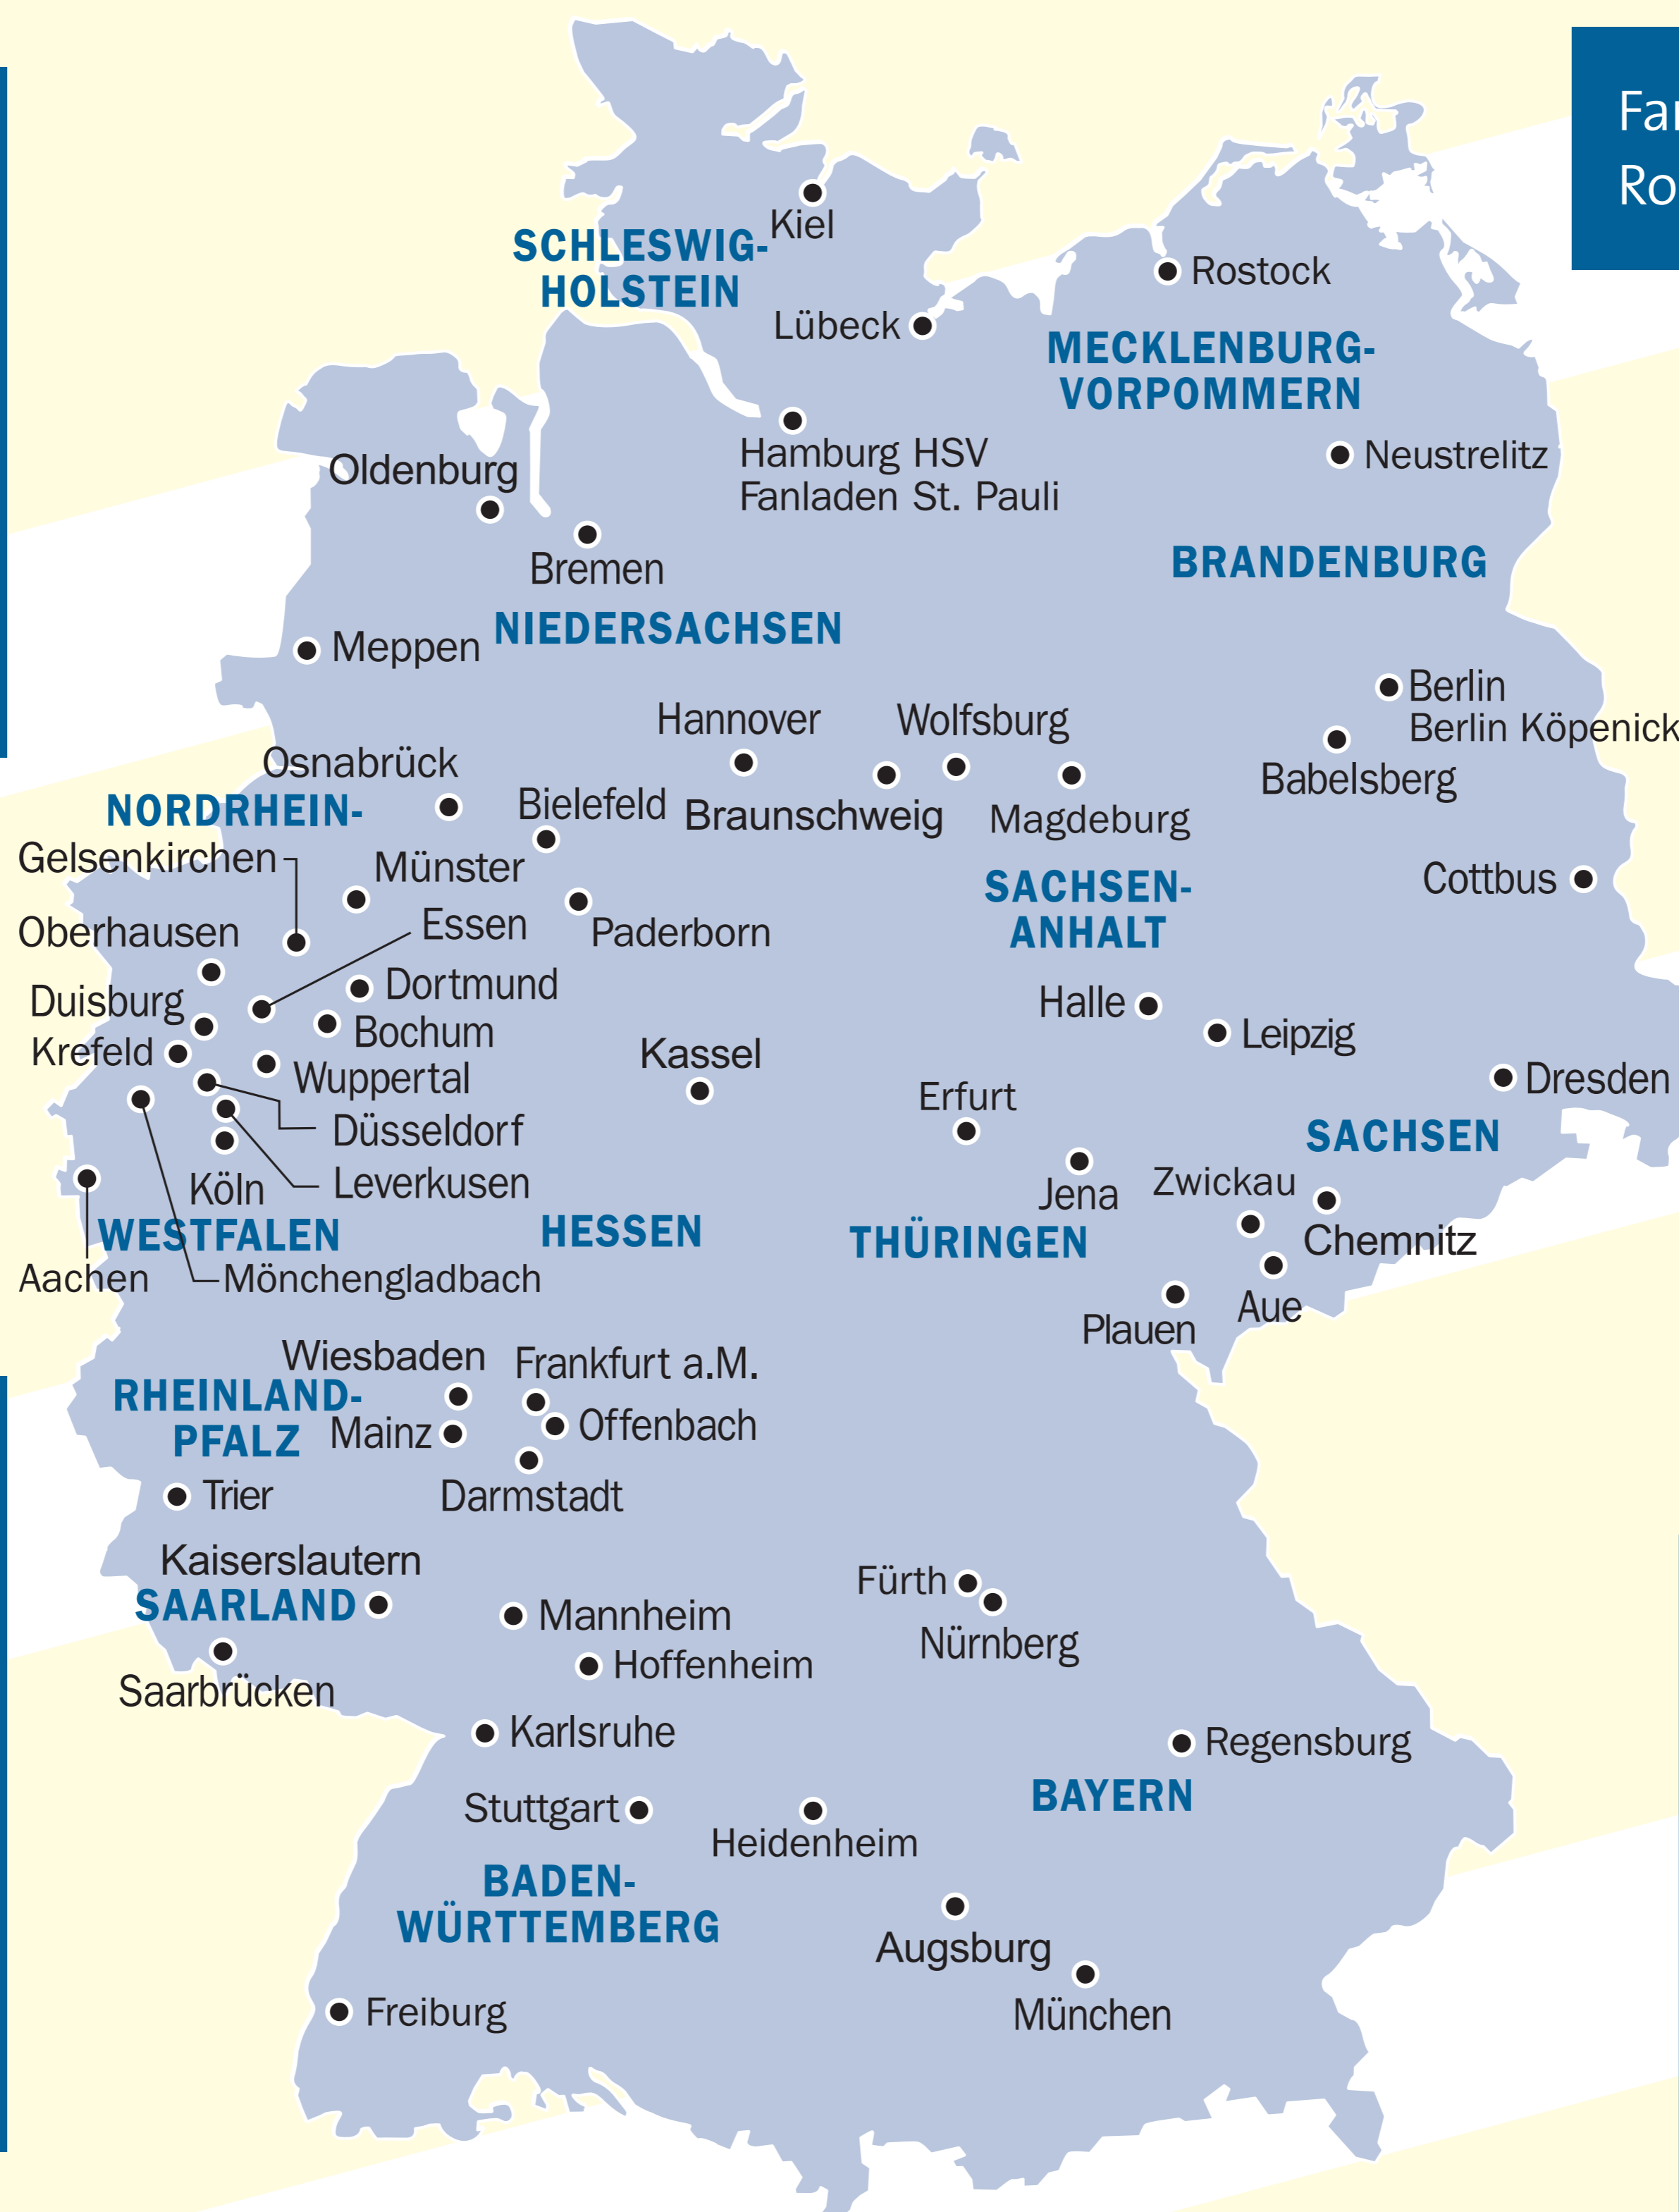 Kiel
SCHLESWIG-
HOLSTEIN
Rostock
Lübeck
MECKLENBURG-
VORPOMMERN
Hamburg HSV
Fanladen St. Pauli
Neustrelitz
Oldenburg
Bremen
BRANDENBURG
NIEDERSACHSEN
Meppen
Berlin
Berlin Köpenick
Babelsberg
Hannover
Wolfsburg
Osnabrück
NORDRHEIN-
Bielefeld
Braunschweig
Magdeburg
Gelsenkirchen
Münster
Cottbus
SACHSEN-
ANHALT
Oberhausen
Essen
Paderborn
Duisburg
Dortmund
Halle
Leipzig
Krefeld
Bochum
Kassel
Wuppertal
Dresden
Erfurt
Düsseldorf
SACHSEN
Köln
Leverkusen
Jena
Zwickau
WESTFALEN
HESSEN
THÜRINGEN
Chemnitz
Aachen
Mönchengladbach
Aue
Plauen
Wiesbaden
Frankfurt a.M.
RHEINLAND-
PFALZ
Mainz
Offenbach
Trier
Darmstadt
Kaiserslautern
SAARLAND
Fürth
Mannheim
Nürnberg
Hoffenheim
Saarbrücken
Karlsruhe
Regensburg
BAYERN
Stuttgart
Heidenheim
BADEN-
WÜRTTEMBERG
Augsburg
München
Freiburg